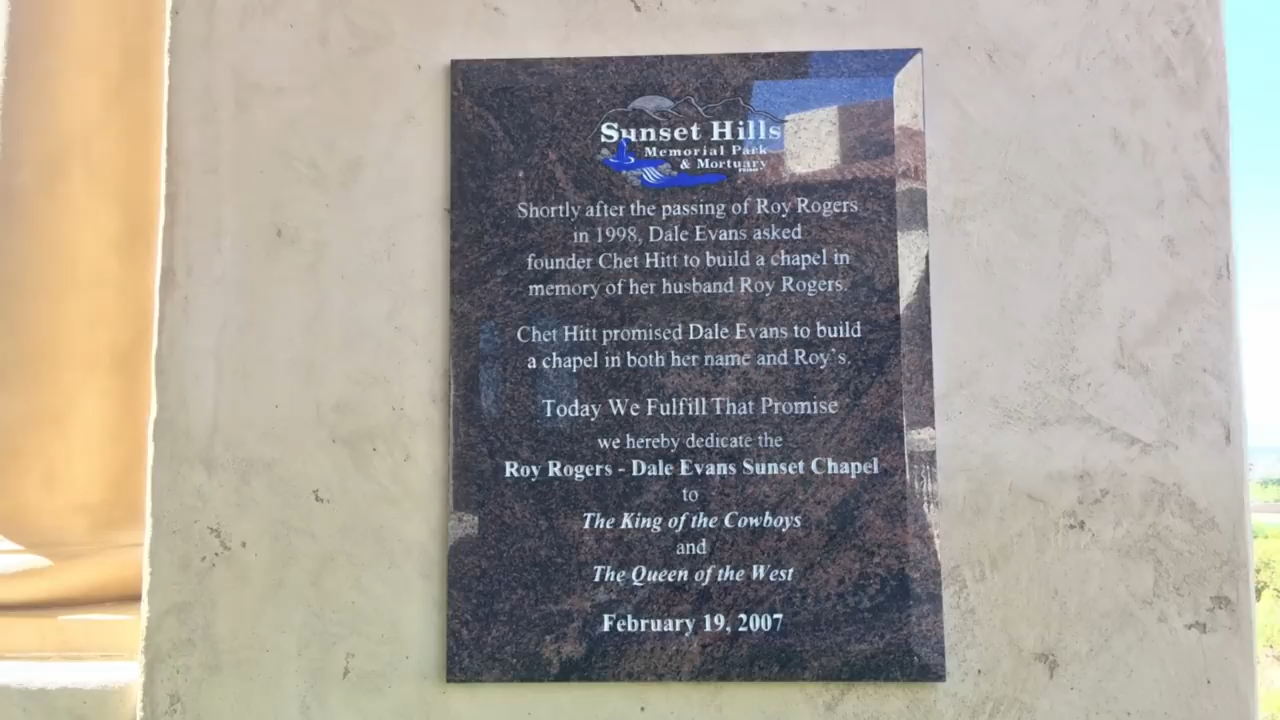 Sunset Hills
Memorial Park
& Mortuary
Shortly after the passing of Roy Rogers
in 1998, Dale Evans asked
founder Chet Hitt to build a chapel in
memory of her husband Roy Rogers.
Chet Hitt promised Dale Evans to build
a chapel in both her name and Roy's.
Today We Fulfill That Promise
we hereby dedicate the
Roy Rogers - Dale Evans Sunset Chapel
to
The King of the Cowboys
and
The Queen of the West
February 19, 2007